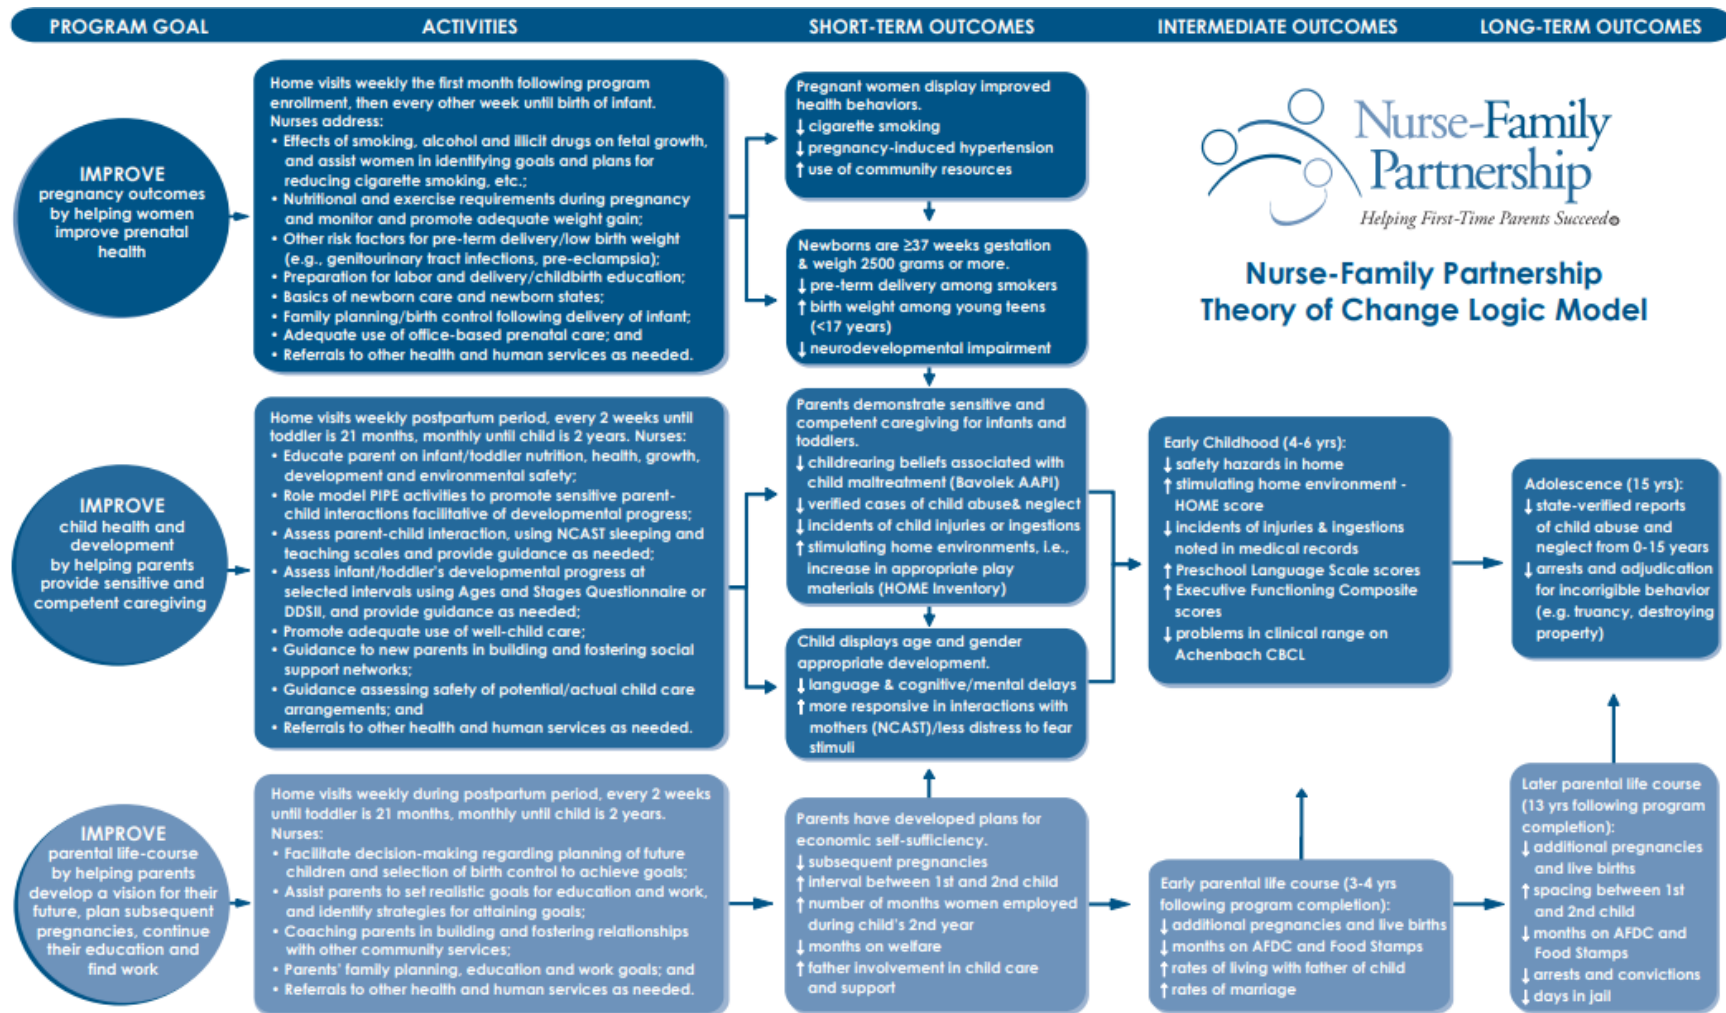 PROGRAM GOAL
ACTIVITIES
SHORT-TERM OUTCOMES
INTERMEDIATE OUTCOMES
LONG-TERM OUTCOMES
IMPROVE
pregnancy outcomes
by helping women
improve prenatal
health
Home visits weekly the first month following program
enrollment, then every other week until birth of infant.
Nurses address:
• Effects of smoking, alcohol and illicit drugs on fetal growth,
and assist women in identifying goals and plans for
reducing cigarette smoking, etc.;
• Nutritional and exercise requirements during pregnancy
and monitor and promote adequate weight gain;
• Other risk factors for pre-term delivery/low birth weight
(e.g., genitourinary tract infections, pre-eclampsia);
• Preparation for labor and delivery/childbirth education;
• Basics of newborn care and newborn states;
• Family planning/birth control following delivery of infant;
• Adequate use of office-based prenatal care; and
• Referrals to other health and human services as needed.
Pregnant women display improved
health behaviors.
↓ cigarette smoking
↓ pregnancy-induced hypertension
↑ use of community resources
Newborns are ≥37 weeks gestation
& weigh 2500 grams or more.
↓ pre-term delivery among smokers
↑ birth weight among young teens
(<17 years)
↓ neurodevelopmental impairment
Nurse-Family
Partnership
Helping First-Time Parents Succeed®
Nurse-Family Partnership
Theory of Change Logic Model
IMPROVE
child health and
development
by helping parents
provide sensitive and
competent caregiving
Home visits weekly postpartum period, every 2 weeks until
toddler is 21 months, monthly until child is 2 years. Nurses:
• Educate parent on infant/toddler nutrition, health, growth,
development and environmental safety;
• Role model PIPE activities to promote sensitive parent-
child interactions facilitative of developmental progress;
• Assess parent-child interaction, using NCAST sleeping and
teaching scales and provide guidance as needed;
• Assess infant/toddler's developmental progress at
selected intervals using Ages and Stages Questionnaire or
DDSII, and provide guidance as needed;
• Promote adequate use of well-child care;
• Guidance to new parents in building and fostering social
support networks;
• Guidance assessing safety of potential/actual child care
arrangements; and
• Referrals to other health and human services as needed.
Parents demonstrate sensitive and
competent caregiving for infants and
toddlers.
↓ childrearing beliefs associated with
child maltreatment (Bavolek AAPI)
↓ verified cases of child abuse& neglect
↓ incidents of child injuries or ingestions
↑ stimulating home environments, i.e.,
increase in appropriate play
materials (HOME Inventory)
Child displays age and gender
appropriate development.
↓ language & cognitive/mental delays
↑ more responsive in interactions with
mothers (NCAST)/less distress to fear
stimuli
Early Childhood (4-6 yrs):
↓ safety hazards in home
↑ stimulating home environment -
HOME score
↓ incidents of injuries & ingestions
noted in medical records
↑ Preschool Language Scale scores
↑ Executive Functioning Composite
scores
↓ problems in clinical range on
Achenbach CBCL
Adolescence (15 yrs):
↓ state-verified reports
of child abuse and
neglect from 0-15 years
↓ arrests and adjudication
for incorrigible behavior
(e.g. truancy, destroying
property)
IMPROVE
parental life-course
by helping parents
develop a vision for their
future, plan subsequent
pregnancies, continue
their education and
find work
Home visits weekly during postpartum period, every 2 weeks
until toddler is 21 months, monthly until child is 2 years.
Nurses:
• Facilitate decision-making regarding planning of future
children and selection of birth control to achieve goals;
• Assist parents to set realistic goals for education and work,
and identify strategies for attaining goals;
• Coaching parents in building and fostering relationships
with other community services;
• Parents' family planning, education and work goals; and
• Referrals to other health and human services as needed.
Parents have developed plans for
economic self-sufficiency.
↓ subsequent pregnancies
↑ interval between 1st and 2nd child
↑ number of months women employed
during child's 2nd year
↓ months on welfare
↑ father involvement in child care
and support
Early parental life course (3-4 yrs
following program completion):
↓ additional pregnancies and live births
↓ months on AFDC and Food Stamps
↑ rates of living with father of child
↑ rates of marriage
Later parental life course
(13 yrs following program
completion):
↓ additional pregnancies
and live births
↑ spacing between 1st
and 2nd child
↓ months on AFDC and
Food Stamps
↓ arrests and convictions
↓ days in jail